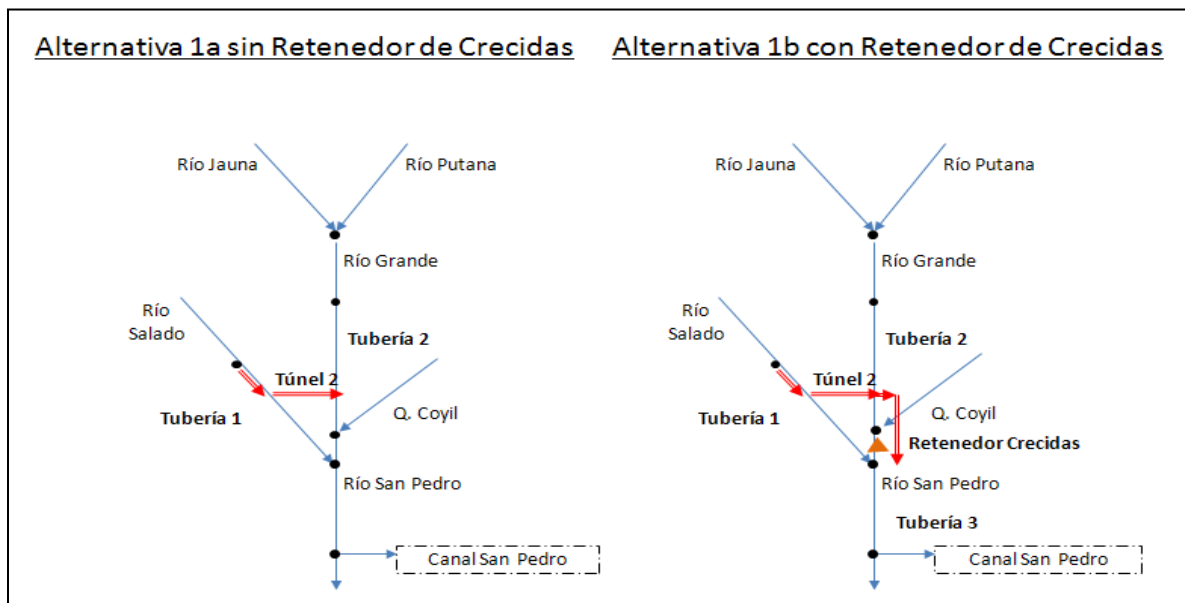 Alternativa 1a sin Retenedor de Crecidas
Río Jauna
Río Putana
Río Grande
Río
Salado
Tubería 2
Túnel 2
Tubería 1
Q. Coyil
Río San Pedro
Canal San Pedro
Alternativa 1b con Retenedor de Crecidas
Río Jauna
Río Putana
Río Grande
Río
Salado
Tubería 2
Túnel 2
Tubería 1
Q. Coyil
Retenedor Crecidas
Río San Pedro
Tubería 3
Canal San Pedro